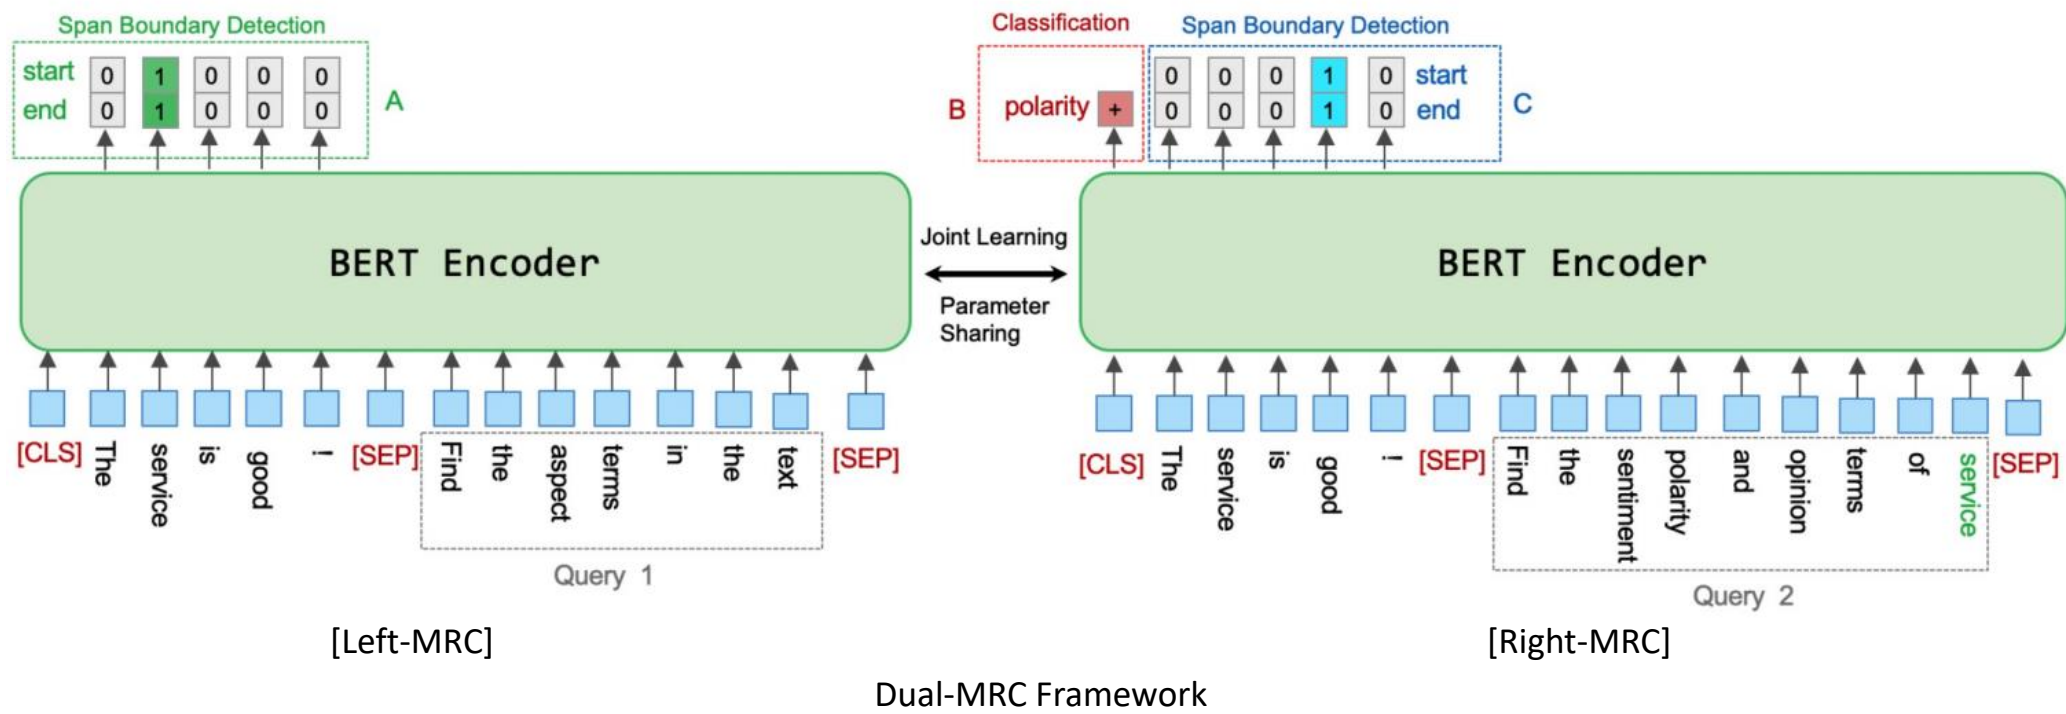 Span Boundary Detection
start 0 1 0 0 0
end 0 1 0 0 0
A
Classification
B
polarity +
Span Boundary Detection
0 0 0 1 0 start
0 0 0 1 0 end
C
BERT Encoder
Joint Learning
Parameter
Sharing
BERT Encoder
[CLS] The service is good ! [SEP] Find the aspect terms in the text [SEP]
Query 1
[CLS] The service is good ! [SEP] Find the sentiment polarity and opinion terms of service [SEP]
Query 2
[Left-MRC]
[Right-MRC]
Dual-MRC Framework